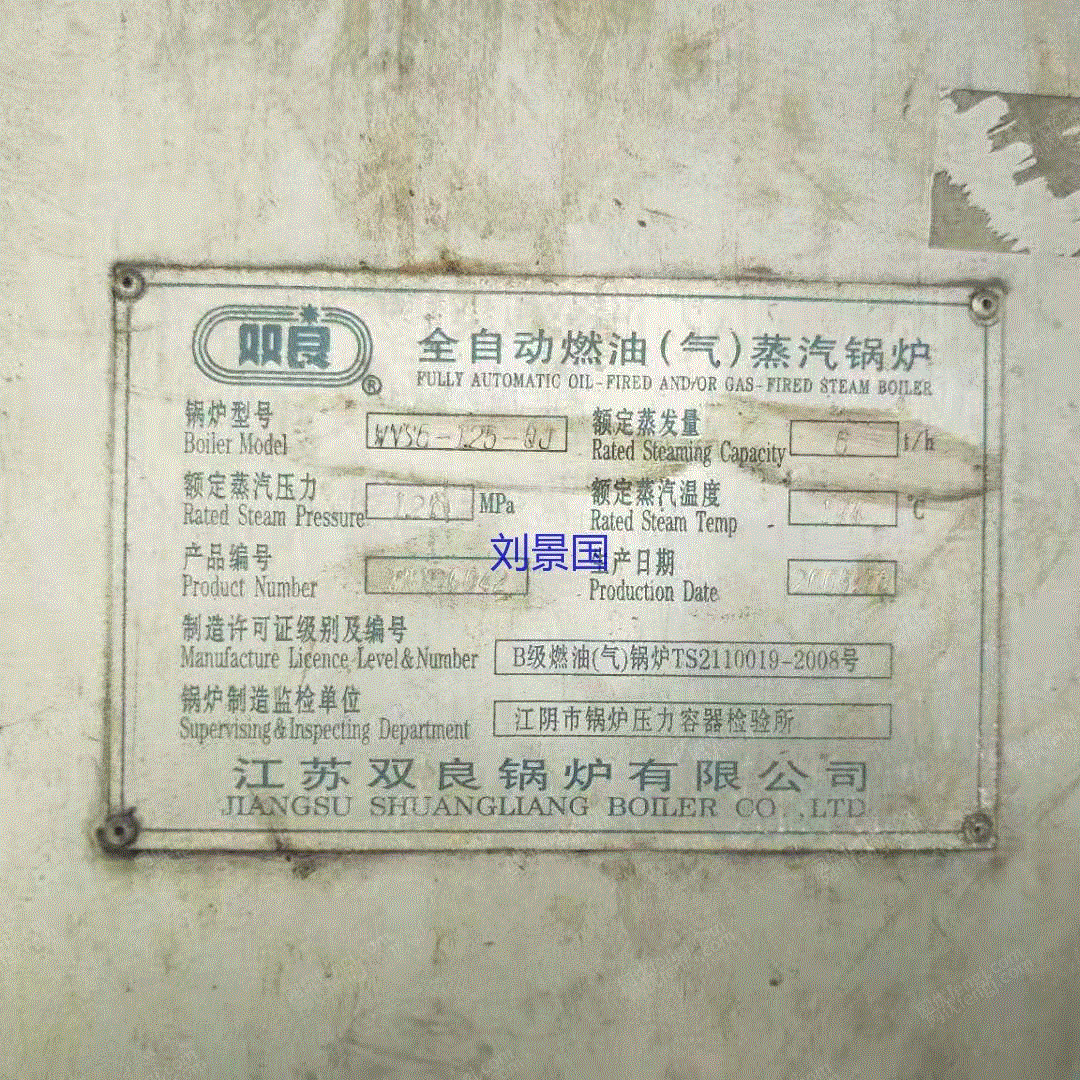 双良®
全自动燃油(气)蒸汽锅炉
FULLY AUTOMATIC OIL-FIRED AND/OR GAS-FIRED STEAM BOILER
锅炉型号 额定蒸发量
Boiler Model WNS6-1.25-QJ Rated Steaming Capacity 6 t/h
额定蒸汽压力 额定蒸汽温度
Rated Steam Pressure MPa Rated Steam Temp ℃
刘景国
产品编号 生产日期
Product Number Production Date
制造许可证级别及编号
Manufacture Licence/Level&Number B级燃油(气)锅炉TS2110019-2008号
锅炉制造监检单位
Supervising&Inspecting Department 江阴市锅炉压力容器检验所
江苏双良锅炉有限公司
JIANGSU SHUANGLIANG BOILER CO.,LTD